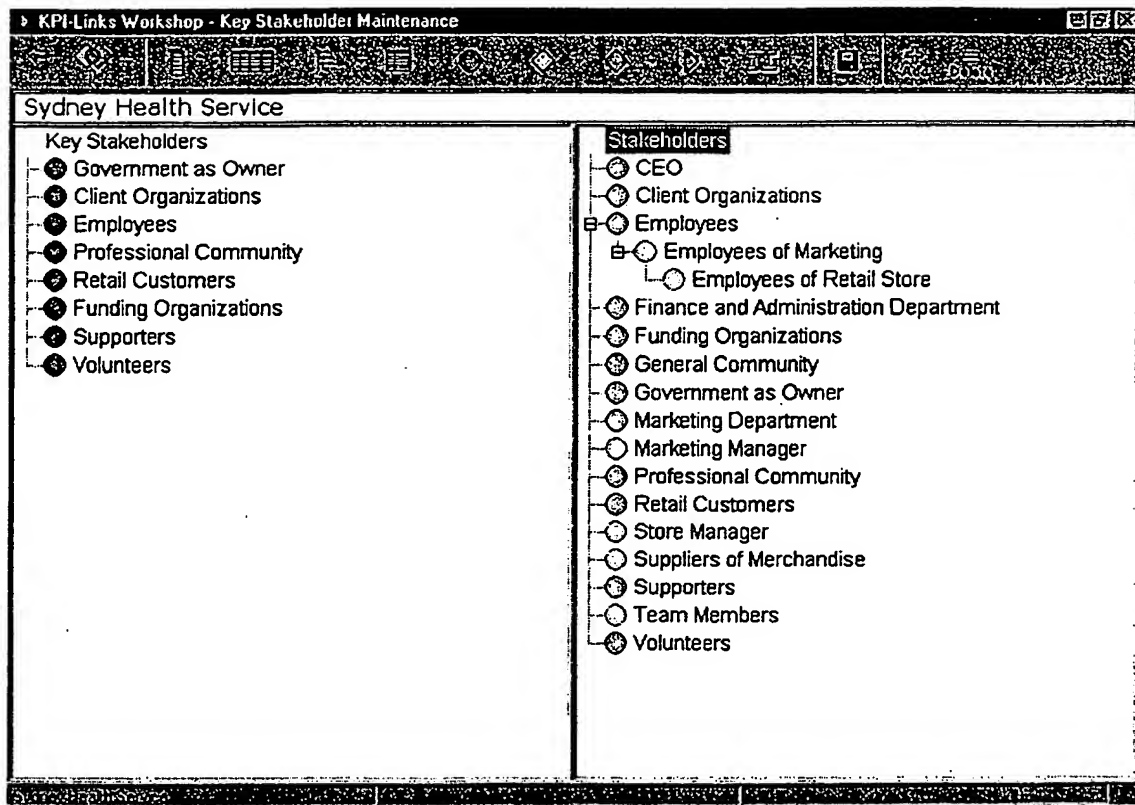 KPI-Links Workshop - Key Stakeholder Maintenance
Sydney Health Service
Key Stakeholders
Government as Owner
Client Organizations
Employees
Professional Community
Retail Customers
Funding Organizations
Supporters
Volunteers
Stakeholders
CEO
Client Organizations
Employees
Employees of Marketing
Employees of Retail Store
Finance and Administration Department
Funding Organizations
General Community
Government as Owner
Marketing Department
Marketing Manager
Professional Community
Retail Customers
Store Manager
Suppliers of Merchandise
Supporters
Team Members
Volunteers